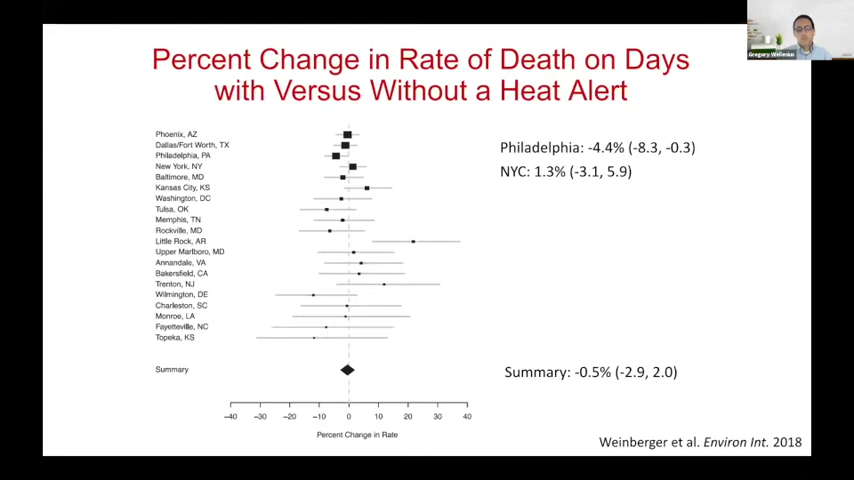 Gregory Wellenius
Percent Change in Rate of Death on Days
with Versus Without a Heat Alert
Phoenix, AZ
Dallas/Fort Worth, TX
Philadelphia, PA
New York, NY
Baltimore, MD
Kansas City, KS
Washington, DC
Tulsa, OK
Memphis, TN
Rockville, MD
Little Rock, AR
Upper Marlboro, MD
Annandale, VA
Bakersfield, CA
Trenton, NJ
Wilmington, DE
Charleston, SC
Monroe, LA
Fayetteville, NC
Topeka, KS
Summary
−40 −30 −20 −10 0 10 20 30 40
Percent Change in Rate
Philadelphia: -4.4% (-8.3, -0.3)
NYC: 1.3% (-3.1, 5.9)
Summary: -0.5% (-2.9, 2.0)
Weinberger et al. Environ Int. 2018